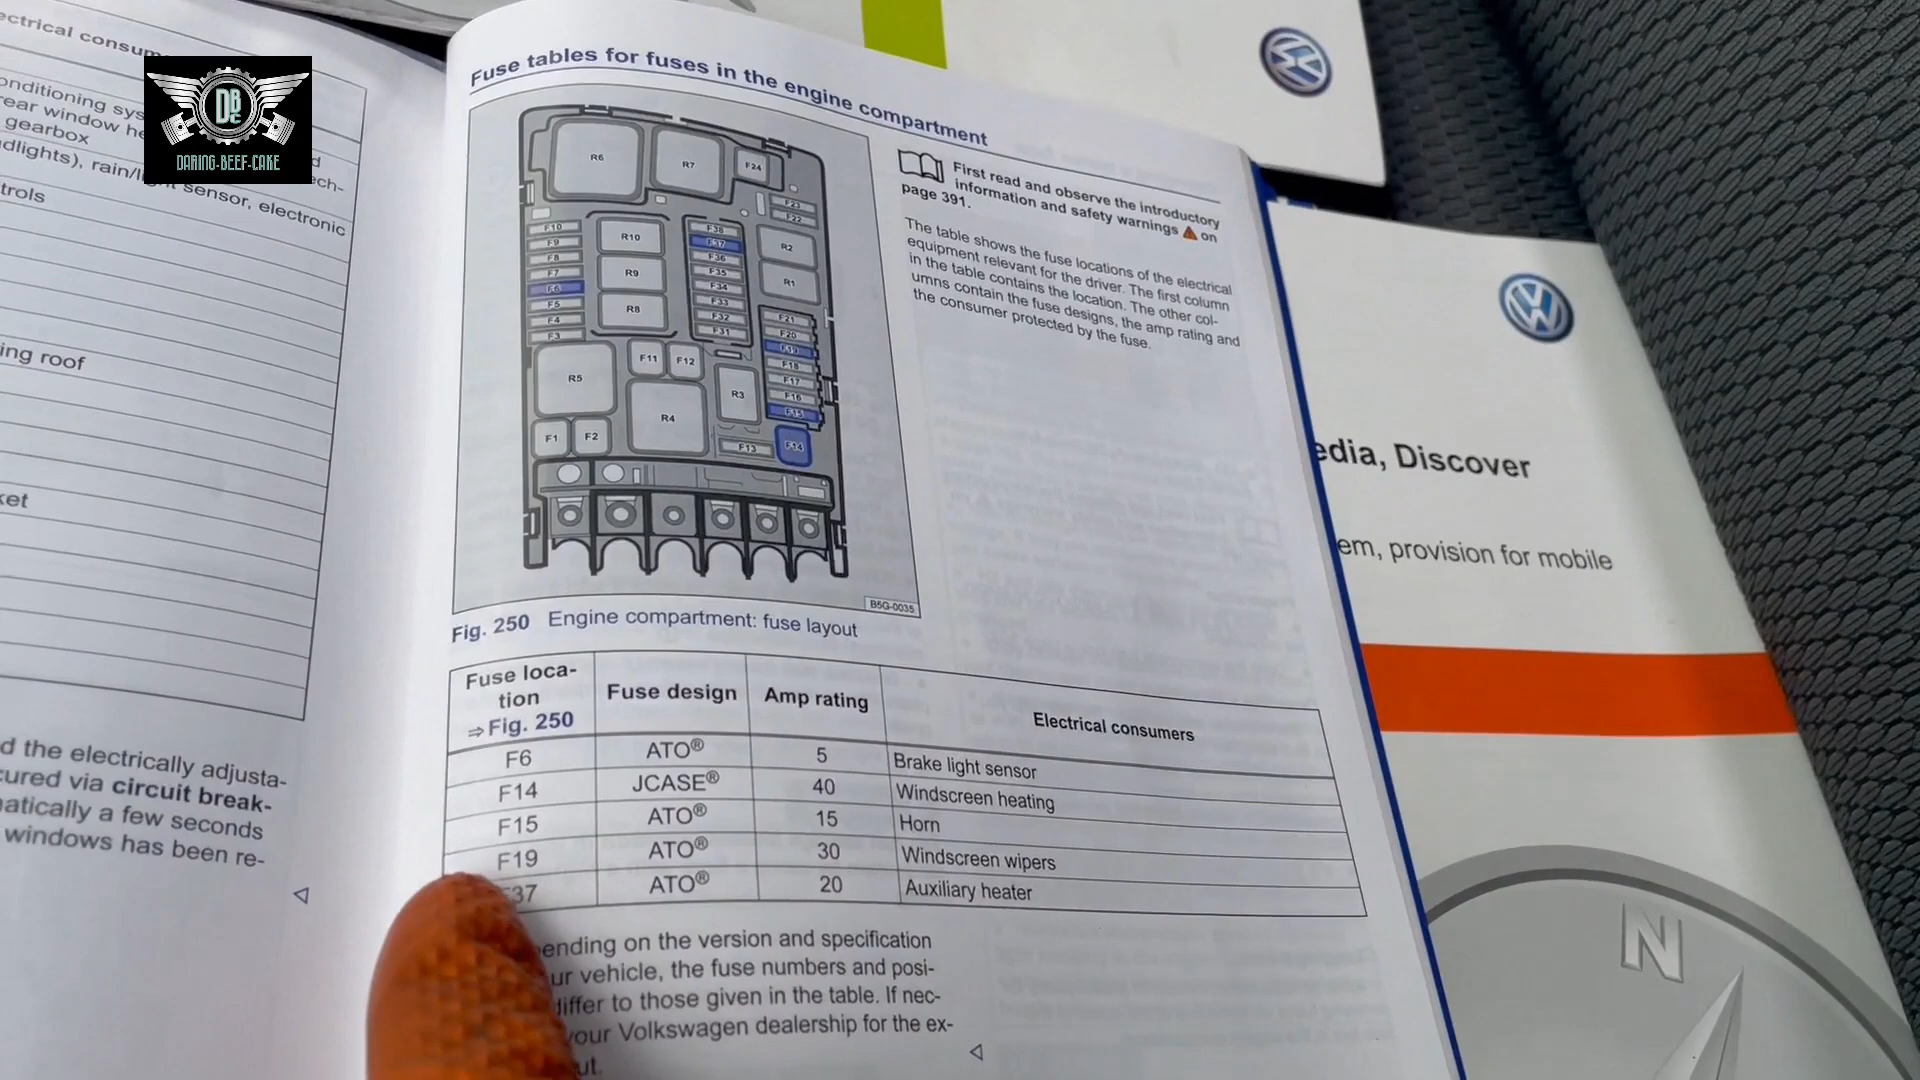 ectrical consum
onditioning sys
rear window he
gearbox
d
ech-
dlights), rain/light sensor, electronic
trols
ing roof
ket
d the electrically adjusta-
cured via circuit break-
matically a few seconds
windows has been re-
DBC
DARING-BEEF-CAKE
Fuse tables for fuses in the engine compartment
R6
R7
F24
F23
F22
F10
F9
F8
F7
F6
F5
F4
F3
R10
R9
R8
F38
F37
F36
F35
F34
F33
F32
F31
R2
R1
F21
F20
F19
F18
F17
F16
F15
R5
F11
F12
R4
R3
F1
F2
F13
F14
B5G-0035
First read and observe the introductory
information and safety warnings on
page 391.
The table shows the fuse locations of the electrical
equipment relevant for the driver. The first column
in the table contains the location. The other col-
umns contain the fuse designs, the amp rating and
the consumer protected by the fuse.
Fig. 250 Engine compartment: fuse layout
Fuse loca-
tion
⇒ Fig. 250
Fuse design
Amp rating
Electrical consumers
F6 ATO® 5 Brake light sensor
F14 JCASE® 40 Windscreen heating
F15 ATO® 15 Horn
F19 ATO® 30 Windscreen wipers
37 ATO® 20 Auxiliary heater
ending on the version and specification
ur vehicle, the fuse numbers and posi-
differ to those given in the table. If nec-
your Volkswagen dealership for the ex-
ut.
edia, Discover
em, provision for mobile
N